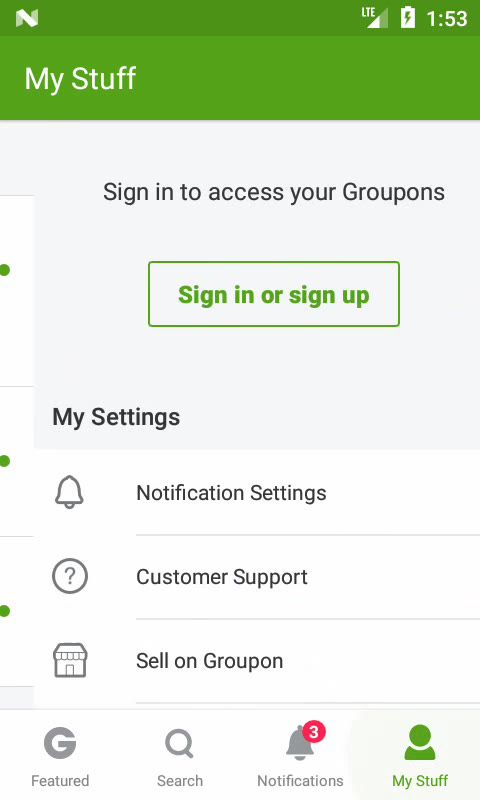 LTE 1:53
My Stuff
Sign in to access your Groupons
Sign in or sign up
My Settings
Notification Settings
? Customer Support
Sell on Groupon
G 3
Featured Search Notifications My Stuff